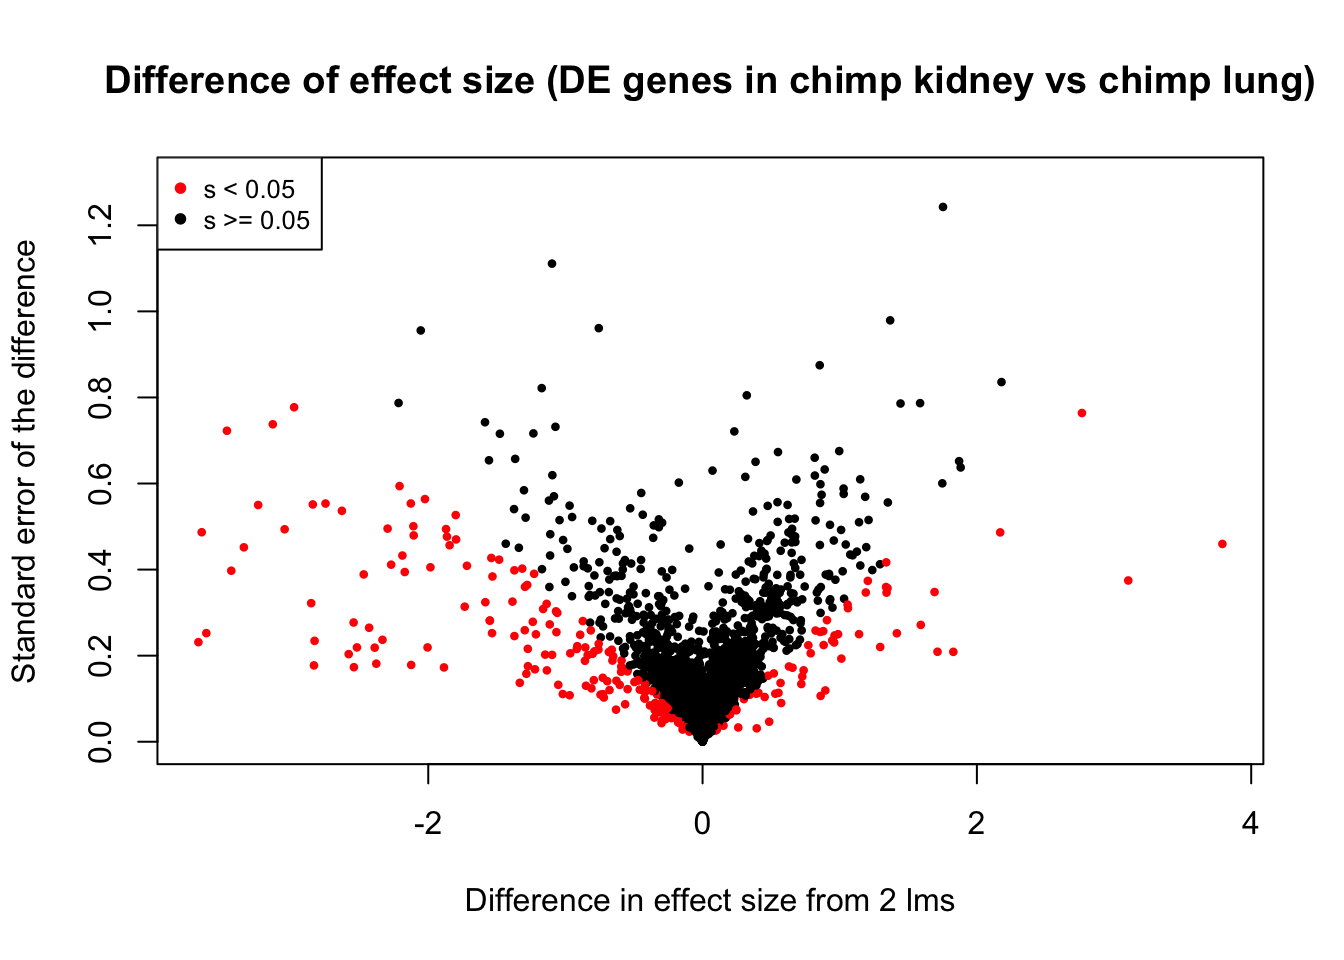 Difference of effect size (DE genes in chimp kidney vs chimp lung)
s < 0.05
s >= 0.05
Standard error of the difference
1.2
1.0
0.8
0.6
0.4
0.2
0.0
-2 0 2 4
Difference in effect size from 2 lms